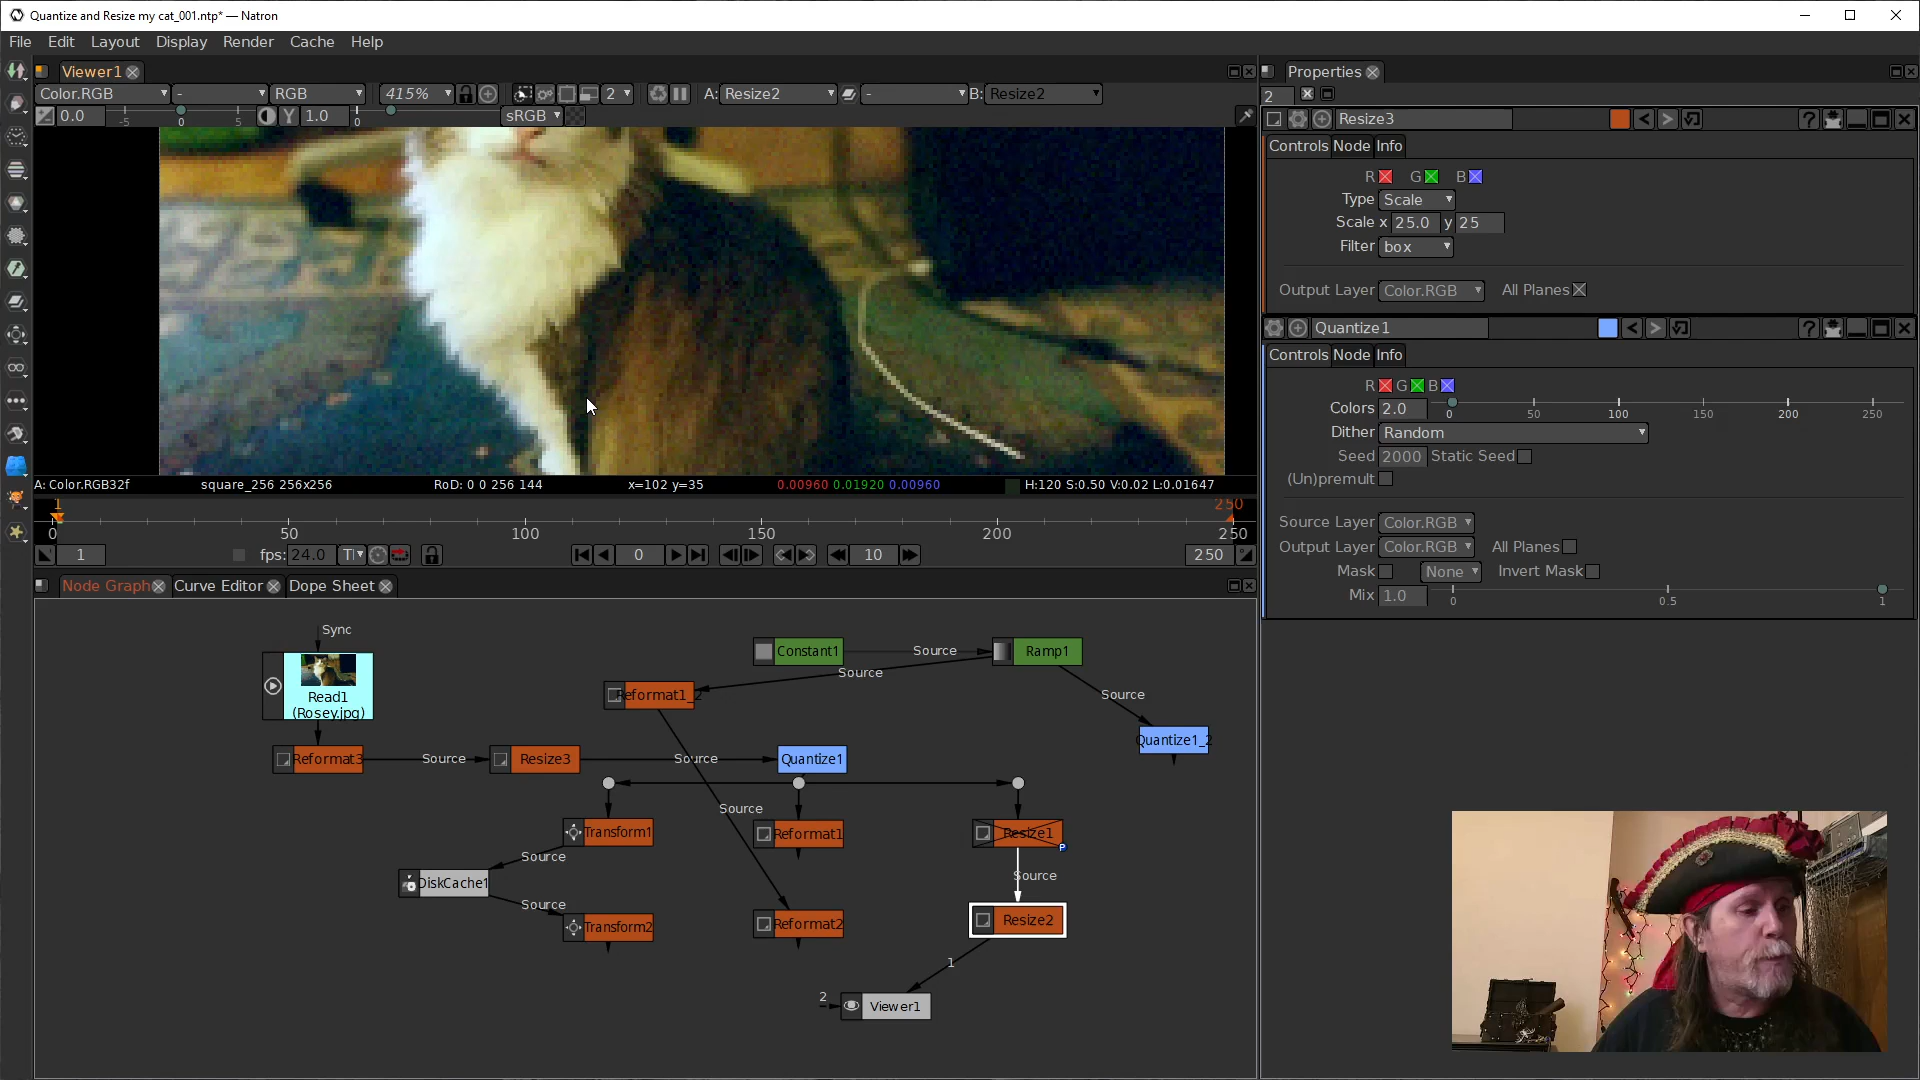 Quantize and Resize my cat_001.ntp* — Natron
File Edit Layout Display Render Cache Help
Viewer1
Color.RGB - RGB 415% 2 A: Resize2 - B: Resize2
0.0 -5 0 5 Y 1.0 0 sRGB
A: Color.RGB32f square_256 256x256 RoD: 0 0 256 144 x=102 y=35 0.00960 0.01920 0.00960 H:120 S:0.50 V:0.02 L:0.01647
1 250
0 50 100 150 200 250
1 fps: 24.0 0 10 250
Node Graph Curve Editor Dope Sheet
Sync
Read1
(Rosey.jpg)
Constant1 Source Ramp1
Source
Reformat1_2
Source
Quantize1_2
Reformat3 Source Resize3 Source Quantize1
Source
Transform1 Reformat1 Resize1
P
Source
DiskCache1
Source
Source
Transform2 Reformat2 Resize2
1
2 Viewer1
Properties
2
Resize3 ?
Controls Node Info
R G B
Type Scale
Scale x 25.0 y 25
Filter box
Output Layer Color.RGB All Planes
Quantize1 ?
Controls Node Info
R G B
Colors 2.0 0 50 100 150 200 250
Dither Random
Seed 2000 Static Seed
(Un)premult
Source Layer Color.RGB
Output Layer Color.RGB All Planes
Mask None Invert Mask
Mix 1.0 0 0.5 1